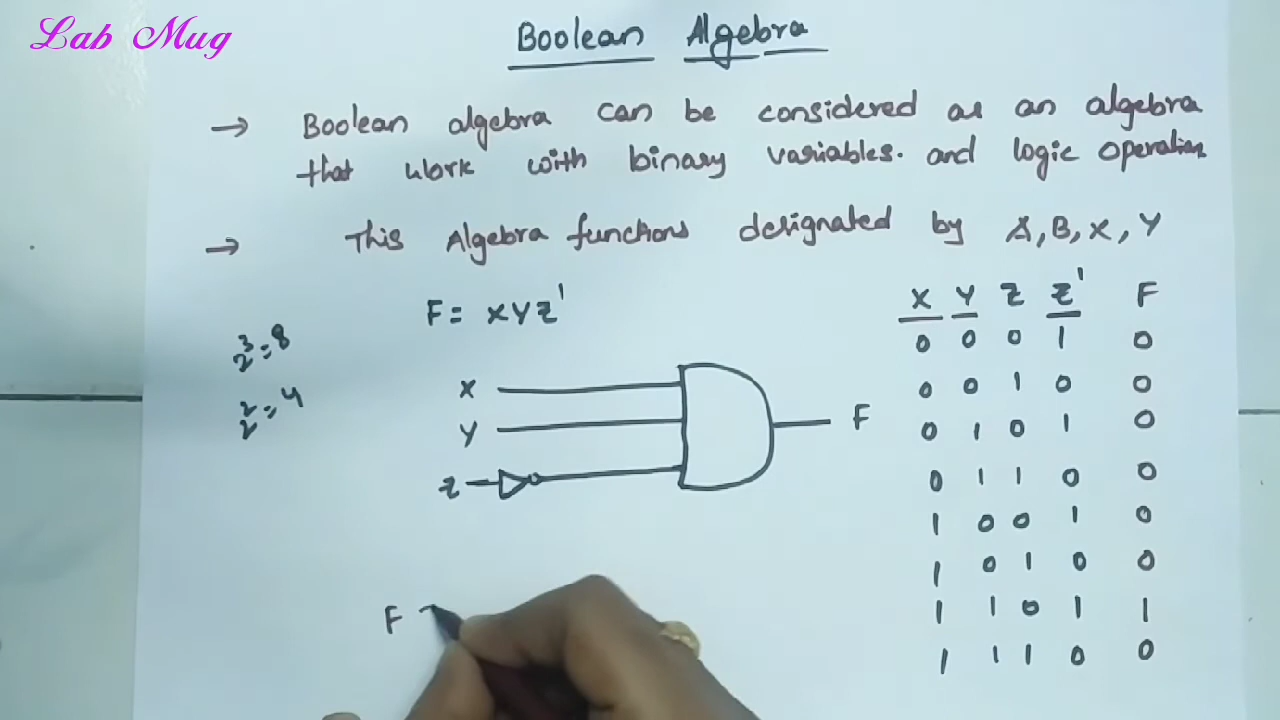 Lab Mug
Boolean Algebra
→ Boolean algebra can be considered as an algebra
that work with binary variables. and logic operation
→ This Algebra functions designated by A, B, X, Y
F = XYZ'
2³=8
2²=4
X
Y
Z
F
X Y Z Z' F
0 0 0 1 0
0 0 1 0 0
0 1 0 1 0
0 1 1 0 0
1 0 0 1 0
1 0 1 0 0
1 1 0 1 1
1 1 1 0 0
F